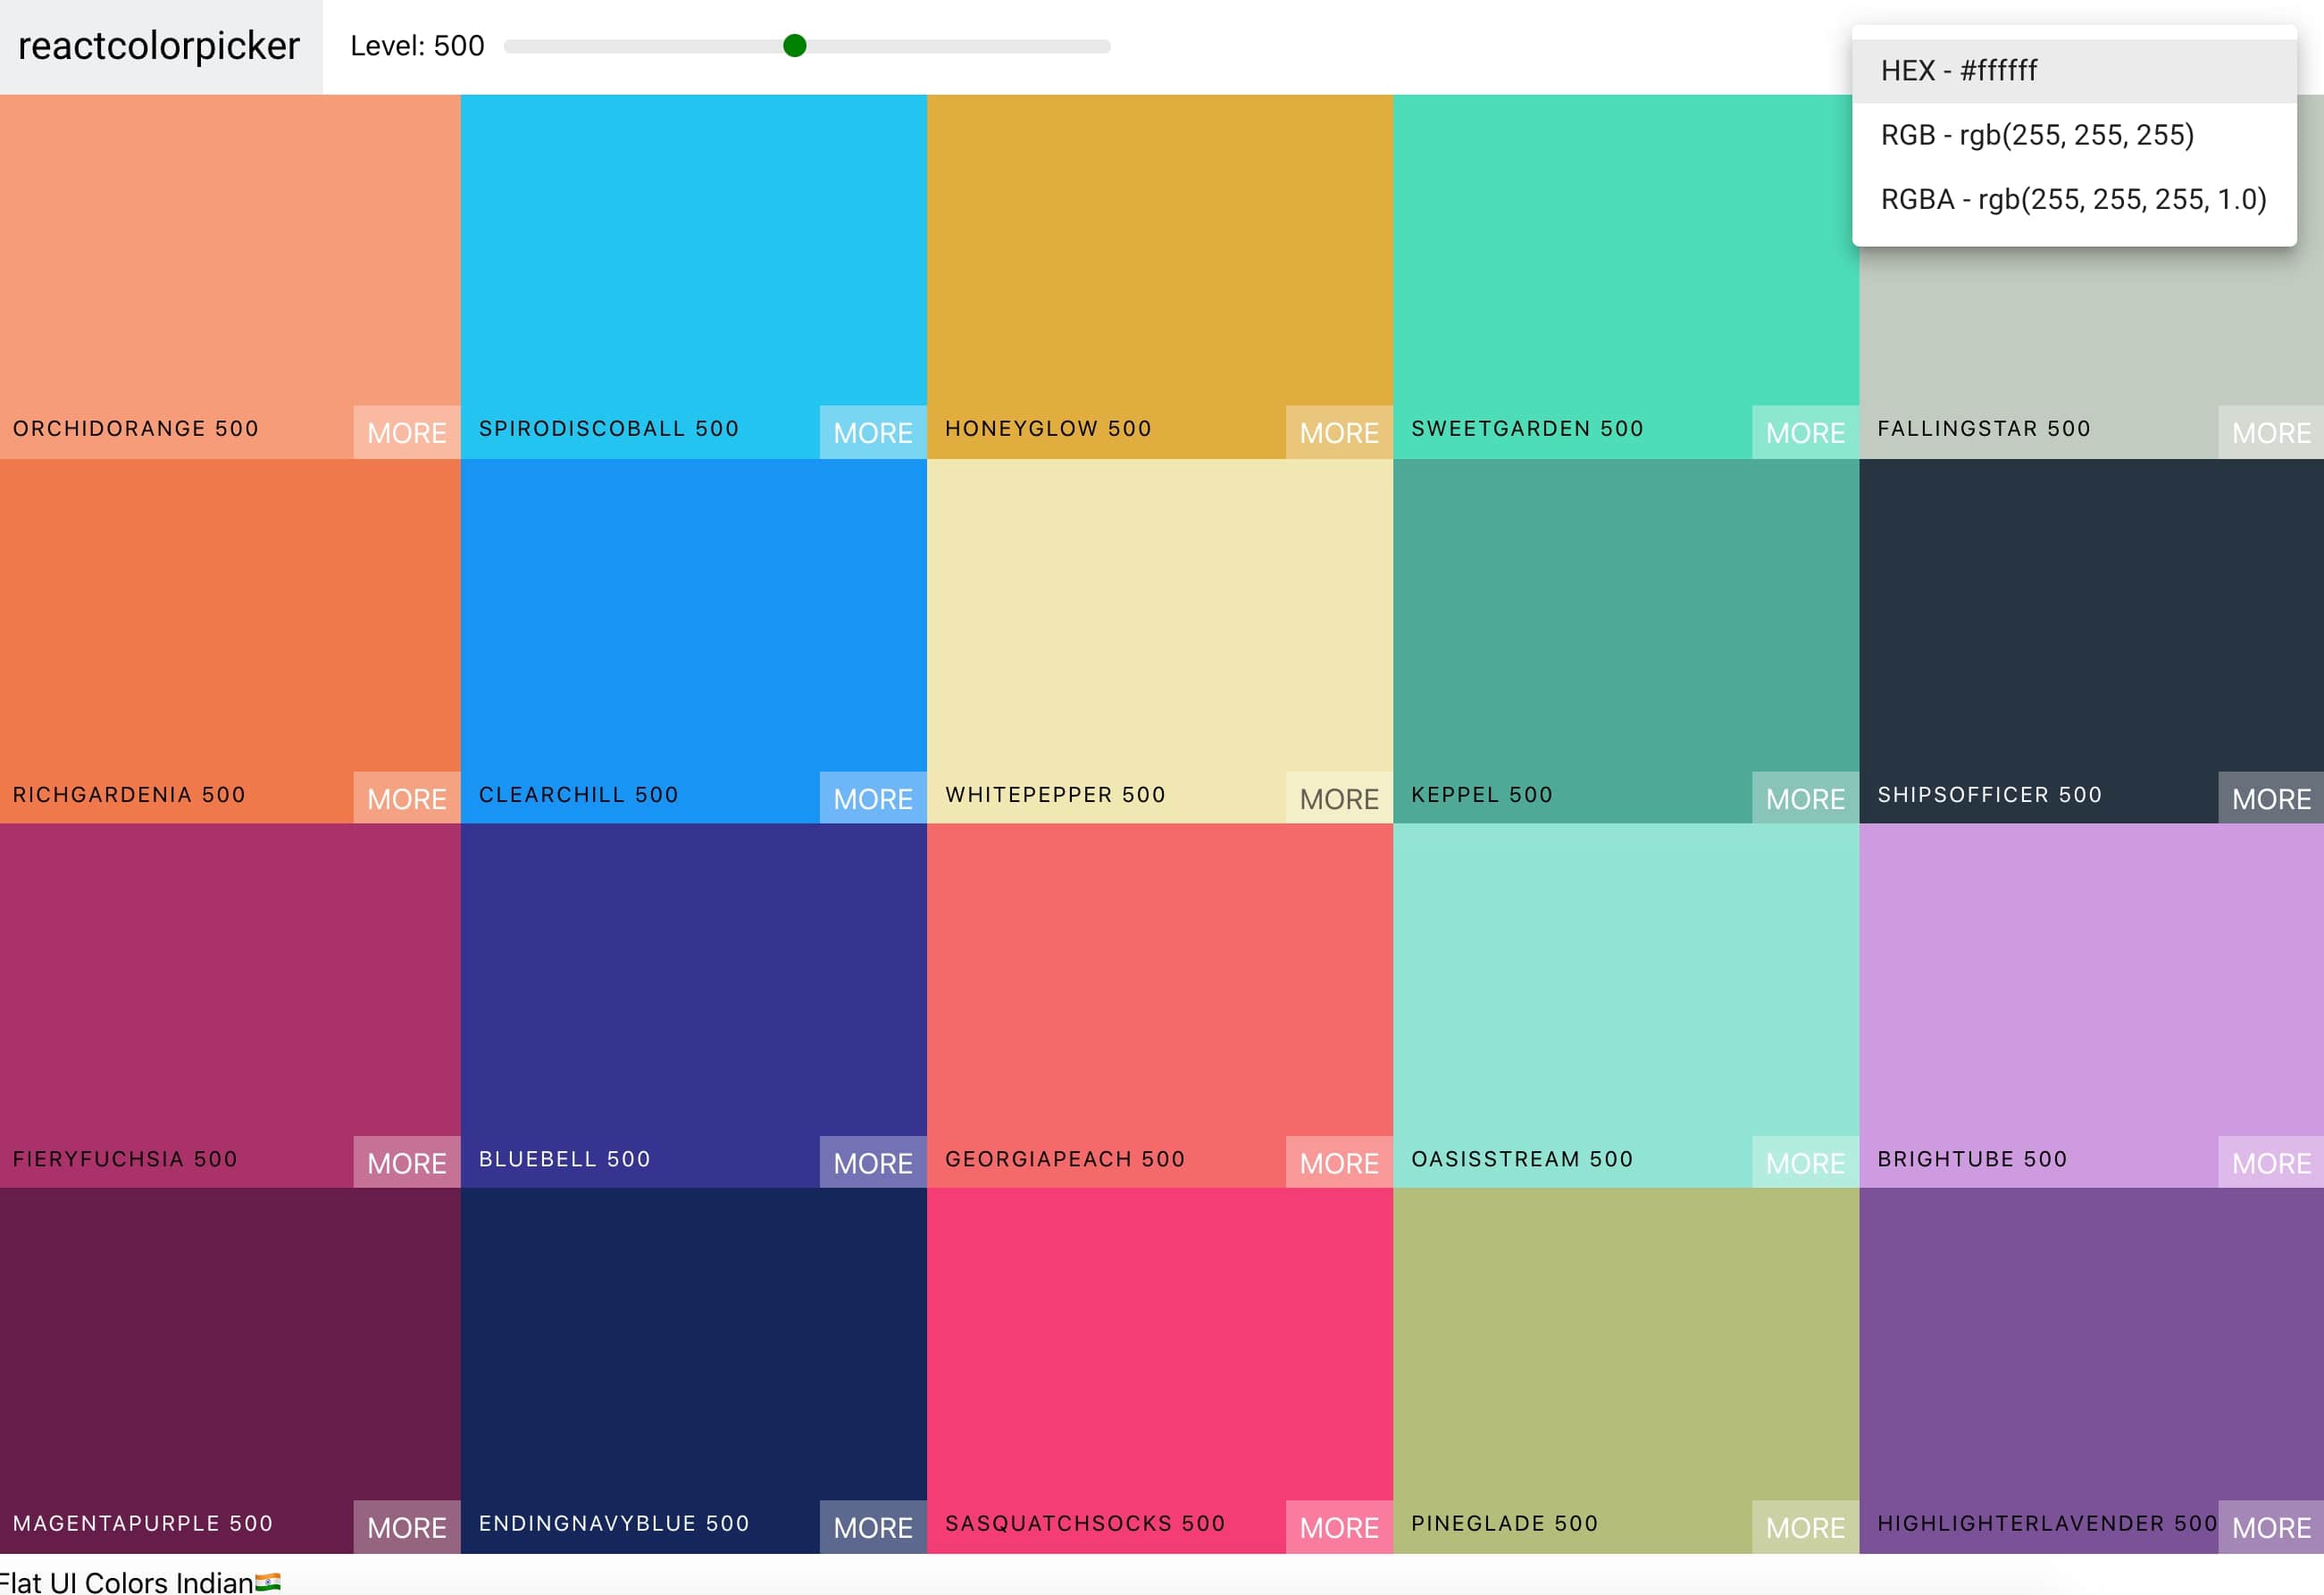 reactcolorpicker
Level: 500
HEX - #ffffff
RGB - rgb(255, 255, 255)
RGBA - rgb(255, 255, 255, 1.0)
ORCHIDORANGE 500 MORE
SPIRODISCOBALL 500 MORE
HONEYGLOW 500 MORE
SWEETGARDEN 500 MORE
FALLINGSTAR 500 MORE
RICHGARDENIA 500 MORE
CLEARCHILL 500 MORE
WHITEPEPPER 500 MORE
KEPPEL 500 MORE
SHIPSOFFICER 500 MORE
FIERYFUCHSIA 500 MORE
BLUEBELL 500 MORE
GEORGIAPEACH 500 MORE
OASISSTREAM 500 MORE
BRIGHTUBE 500 MORE
MAGENTAPURPLE 500 MORE
ENDINGNAVYBLUE 500 MORE
SASQUATCHSOCKS 500 MORE
PINEGLADE 500 MORE
HIGHLIGHTERLAVENDER 500 MORE
Flat UI Colors Indian🇮🇳